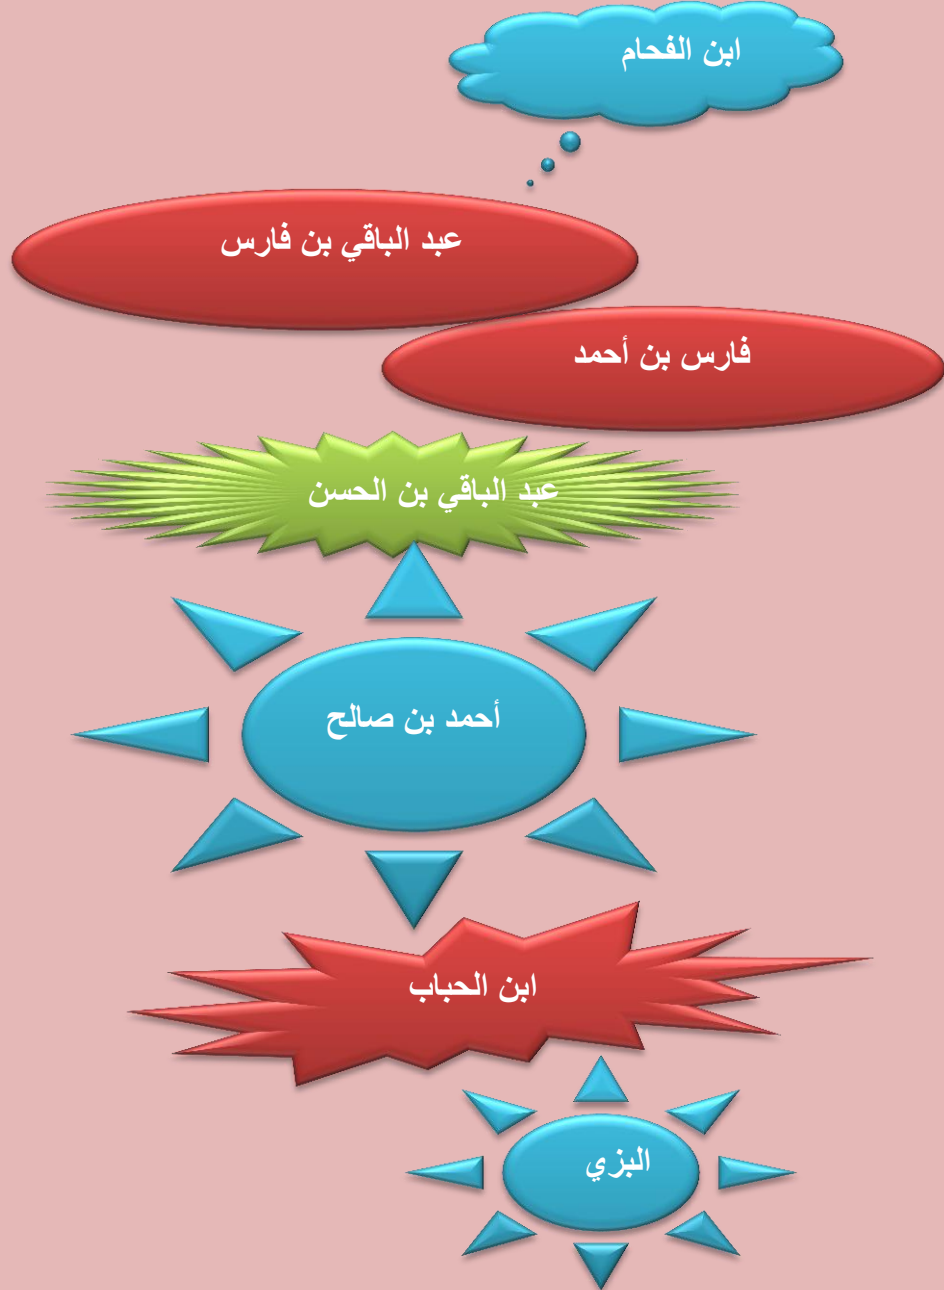 ابن الفحام
عبد الباقي بن فارس
فارس بن أحمد
عبد الباقي بن الحسن
أحمد بن صالح
ابن الحباب
البزي